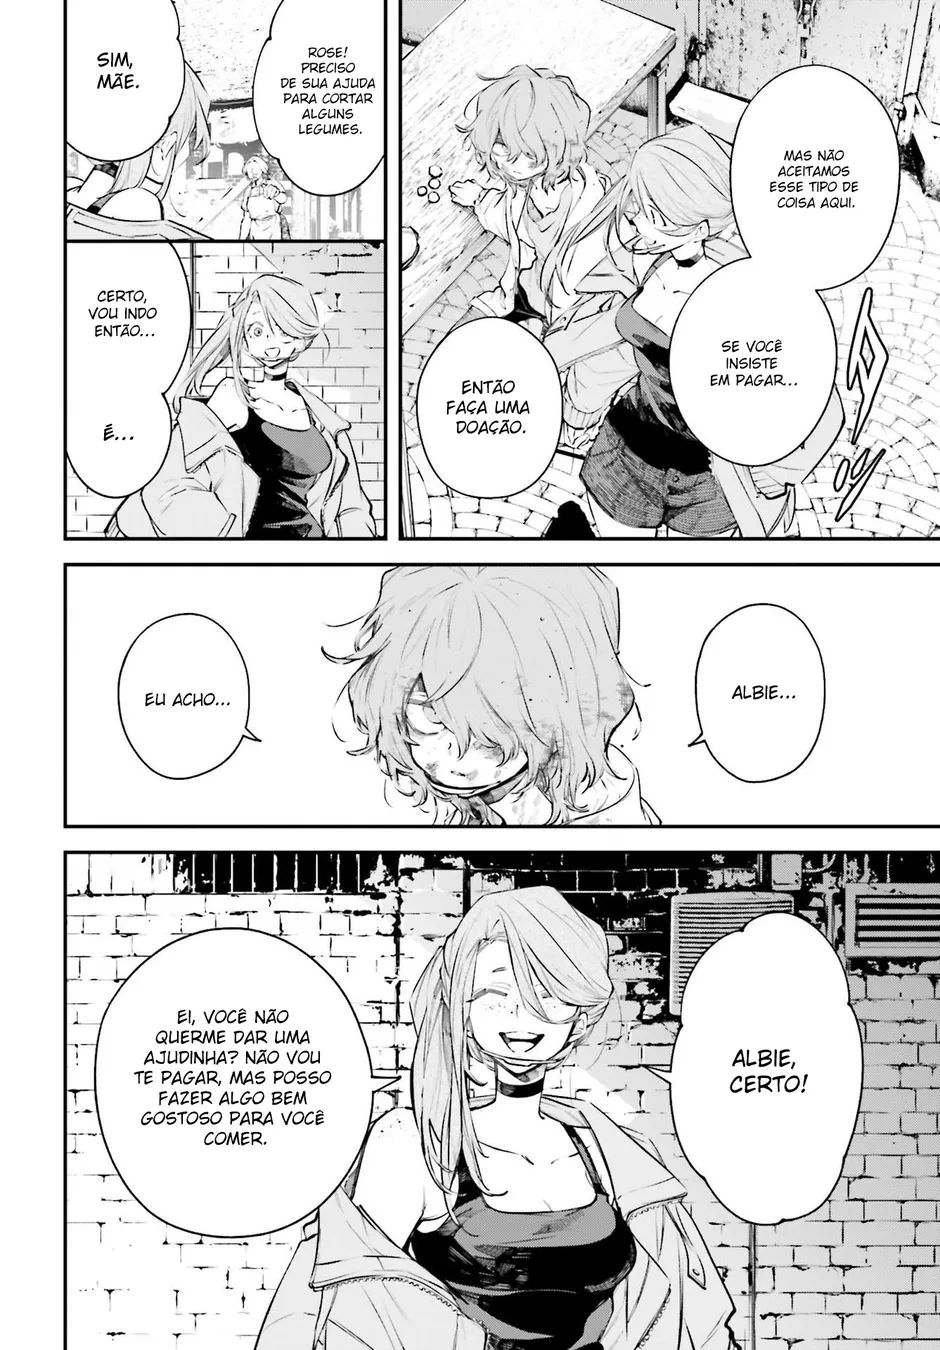 MAS NÃO
ACEITAMOS
ESSE TIPO DE
COISA AQUI.
SE VOCÊ
INSISTE
EM PAGAR...
ENTÃO
FAÇA UMA
DOAÇÃO.
ROSE!
PRECISO
DE SUA AJUDA
PARA CORTAR
ALGUNS
LEGUMES.
SIM,
MÃE.
CERTO,
VOU INDO
ENTÃO...
É...
ALBIE...
EU ACHO...
ALBIE,
CERTO!
EI, VOCÊ NÃO
QUERME DAR UMA
AJUDINHA? NÃO VOU
TE PAGAR, MAS POSSO
FAZER ALGO BEM
GOSTOSO PARA VOCÊ
COMER.